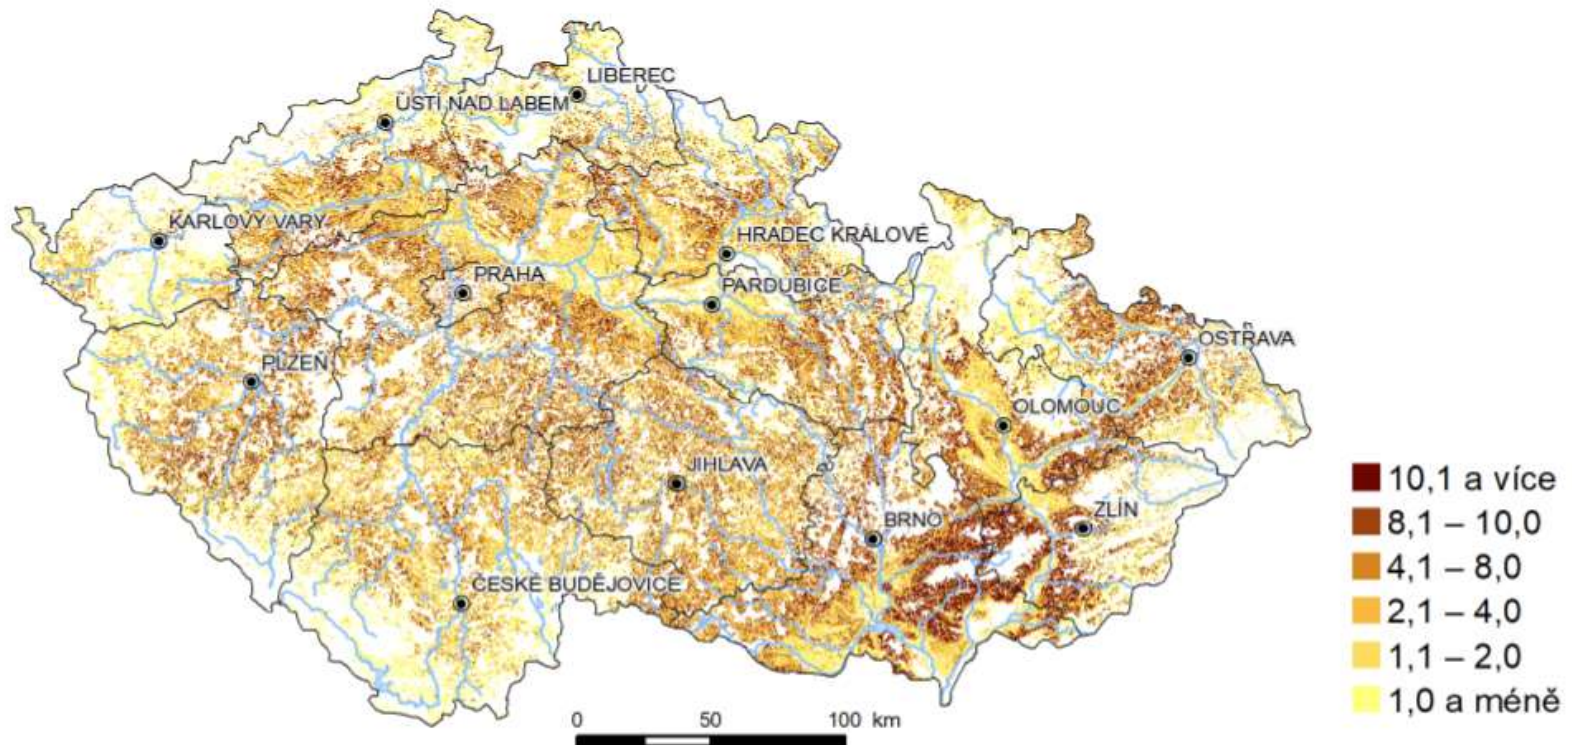 LIBEREC
ÚSTÍ NAD LABEM
KARLOVY VARY
HRADEC KRÁLOVÉ
PRAHA
PARDUBICE
OSTRAVA
PLZEŇ
OLOMOUC
JIHLAVA
ZLÍN
BRNO
ČESKÉ BUDĚJOVICE
10,1 a více
8,1 – 10,0
4,1 – 8,0
2,1 – 4,0
1,1 – 2,0
1,0 a méně
0 50 100 km